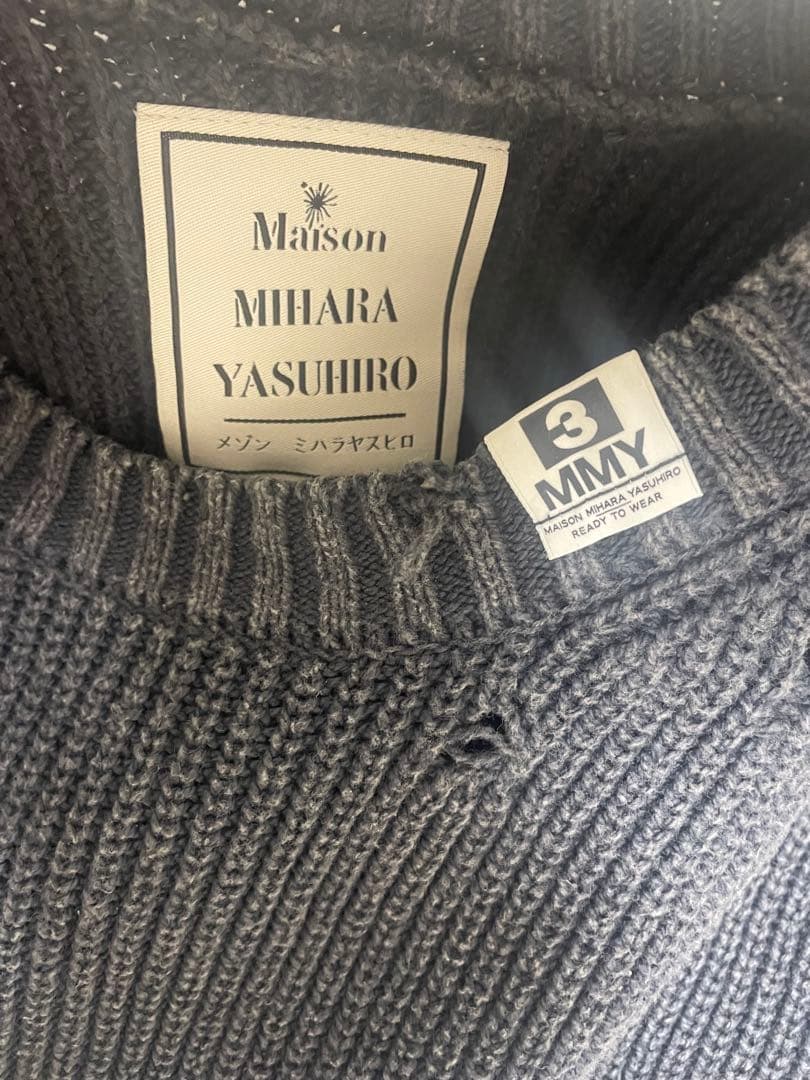 Maison
MIHARA
YASUHIRO
メゾン ミハラヤスヒロ
3
MMY
MAISON MIHARA YASUHIRO
READY TO WEAR